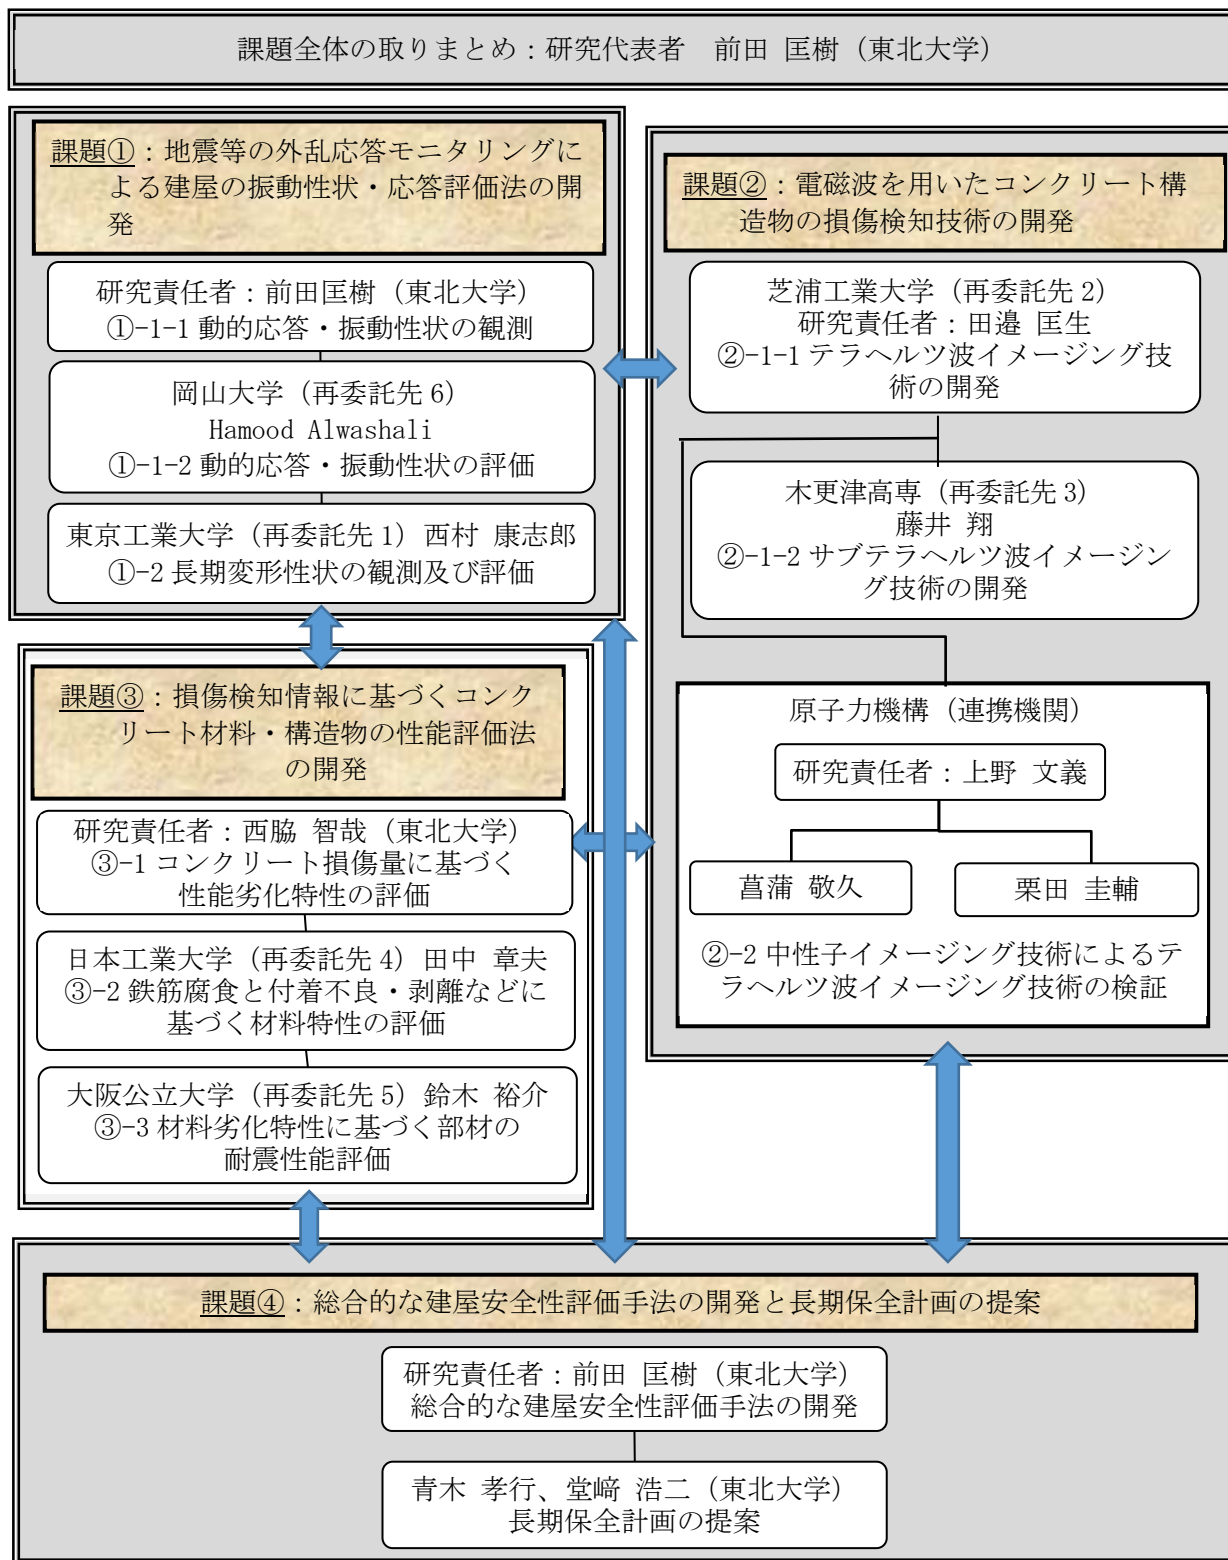 課題全体の取りまとめ：研究代表者　前田 匡樹（東北大学）
課題①：地震等の外乱応答モニタリングに
よる建屋の振動性状・応答評価法の開
発
研究責任者：前田匡樹（東北大学）
①-1-1 動的応答・振動性状の観測
岡山大学（再委託先 6）
Hamood Alwashali
①-1-2 動的応答・振動性状の評価
東京工業大学（再委託先 1）西村 康志郎
①-2 長期変形性状の観測及び評価
課題②：電磁波を用いたコンクリート構
造物の損傷検知技術の開発
芝浦工業大学（再委託先 2）
研究責任者：田邉 匡生
②-1-1 テラヘルツ波イメージング技
術の開発
木更津高専（再委託先 3）
藤井 翔
②-1-2 サブテラヘルツ波イメージン
グ技術の開発
原子力機構（連携機関）
研究責任者：上野 文義
菖蒲 敬久
栗田 圭輔
②-2 中性子イメージング技術によるテ
ラヘルツ波イメージング技術の検証
課題③：損傷検知情報に基づくコンク
リート材料・構造物の性能評価法
の開発
研究責任者：西脇 智哉（東北大学）
③-1 コンクリート損傷量に基づく
性能劣化特性の評価
日本工業大学（再委託先 4）田中 章夫
③-2 鉄筋腐食と付着不良・剥離などに
基づく材料特性の評価
大阪公立大学（再委託先 5）鈴木 裕介
③-3 材料劣化特性に基づく部材の
耐震性能評価
課題④：総合的な建屋安全性評価手法の開発と長期保全計画の提案
研究責任者：前田 匡樹（東北大学）
総合的な建屋安全性評価手法の開発
青木 孝行、堂﨑 浩二（東北大学）
長期保全計画の提案